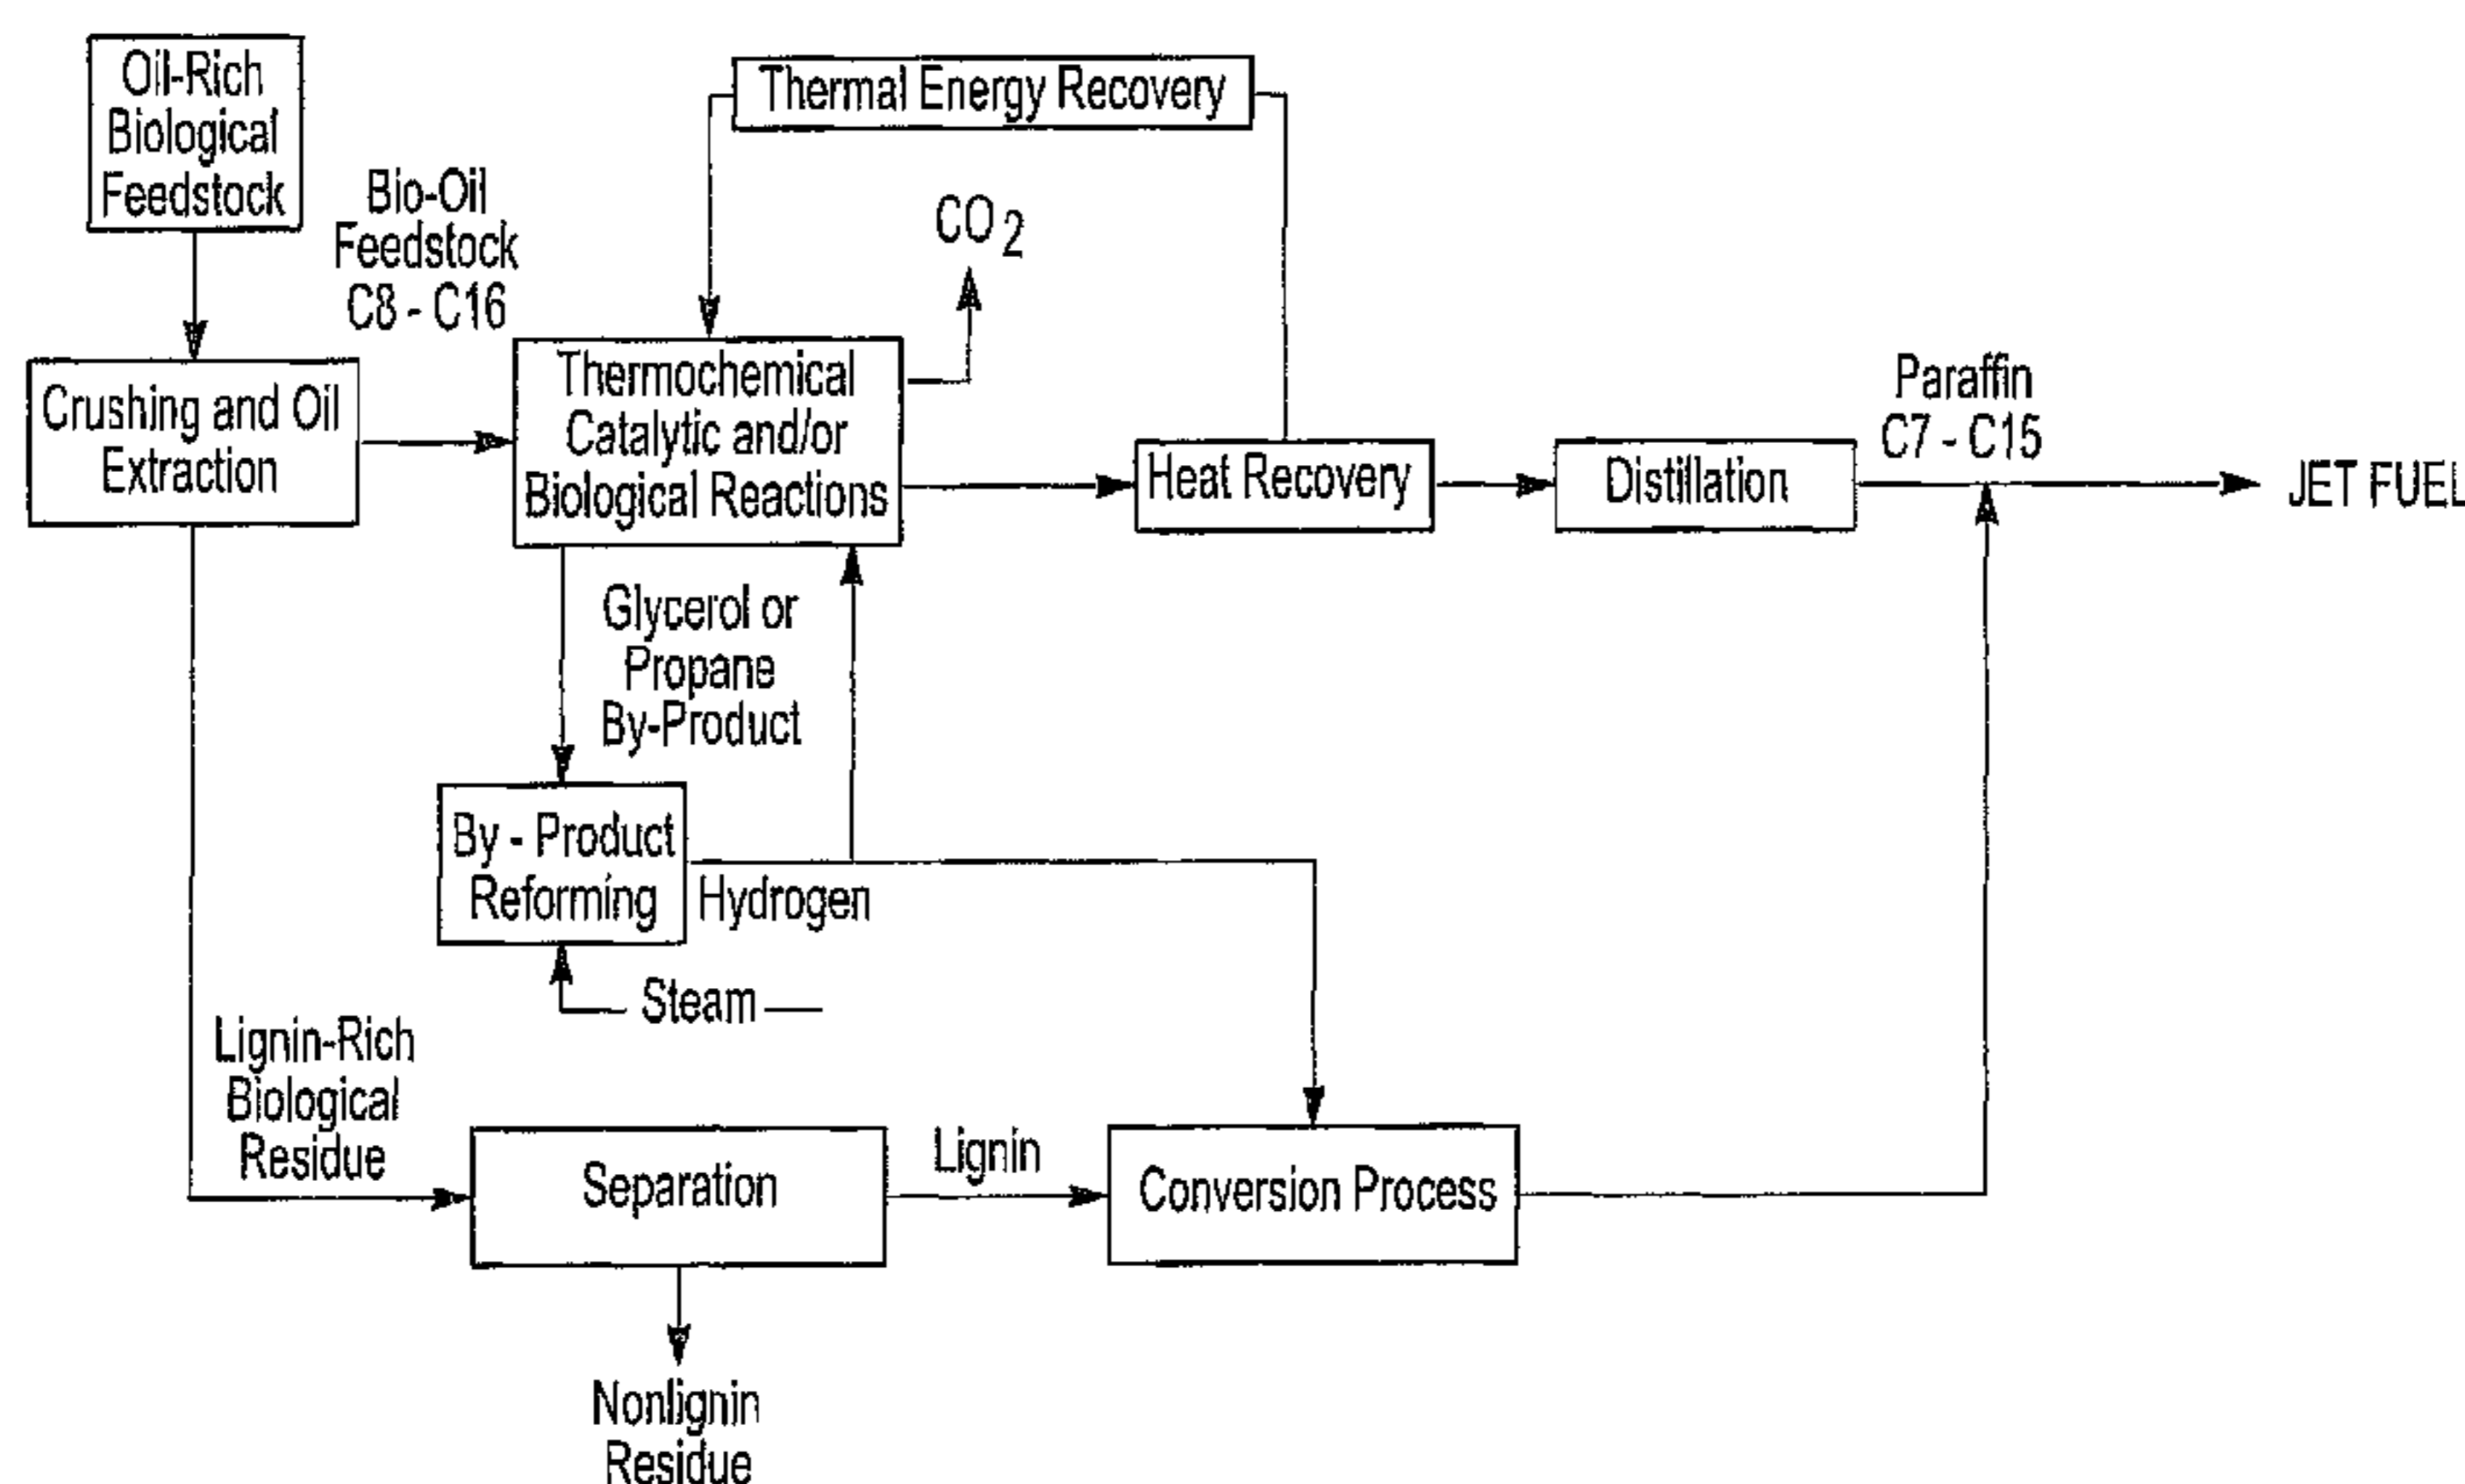 Oil-Rich
Biological
Feedstock
Thermal Energy Recovery
Bio-Oil
Feedstock
C8 - C16
CO 2
Crushing and Oil
Extraction
Thermochemical
Catalytic and/or
Biological Reactions
Heat Recovery
Distillation
Paraffin
C7 - C15
JET FUEL
Glycerol or
Propane
By-Product
By - Product
Reforming
Hydrogen
Steam
Lignin-Rich
Biological
Residue
Separation
Lignin
Conversion Process
Nonlignin
Residue